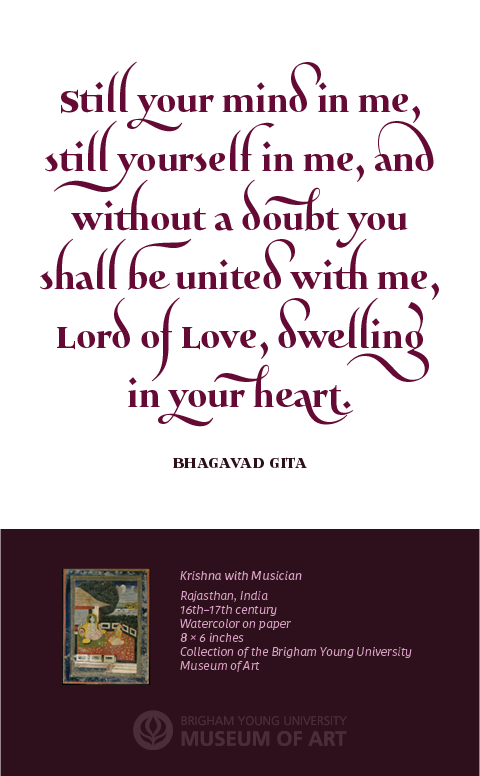 Still your mind in me,
still yourself in me, and
without a doubt you
shall be united with me,
Lord of Love, dwelling
in your heart.
BHAGAVAD GITA
Krishna with Musician
Rajasthan, India
16th–17th century
Watercolor on paper
8 × 6 inches
Collection of the Brigham Young University
Museum of Art
BRIGHAM YOUNG UNIVERSITY
MUSEUM OF ART